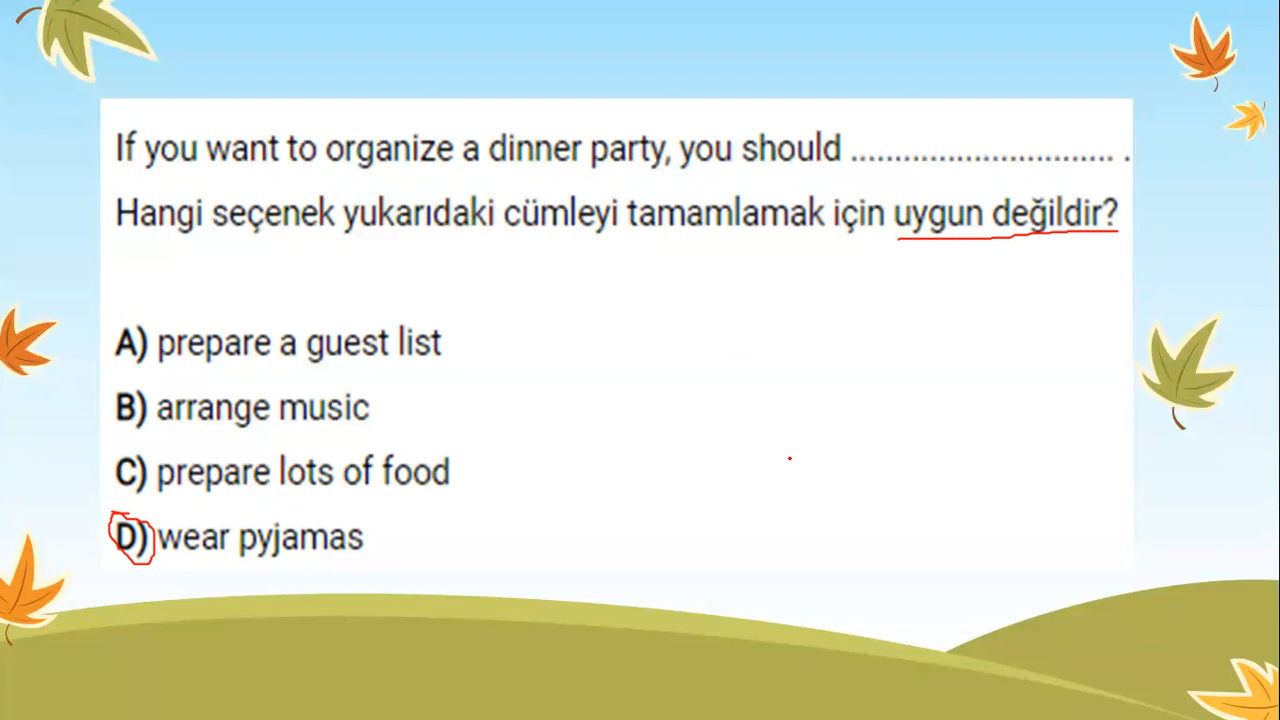 If you want to organize a dinner party, you should .............................. .
Hangi seçenek yukarıdaki cümleyi tamamlamak için uygun değildir?
A) prepare a guest list
B) arrange music
C) prepare lots of food
D) wear pyjamas